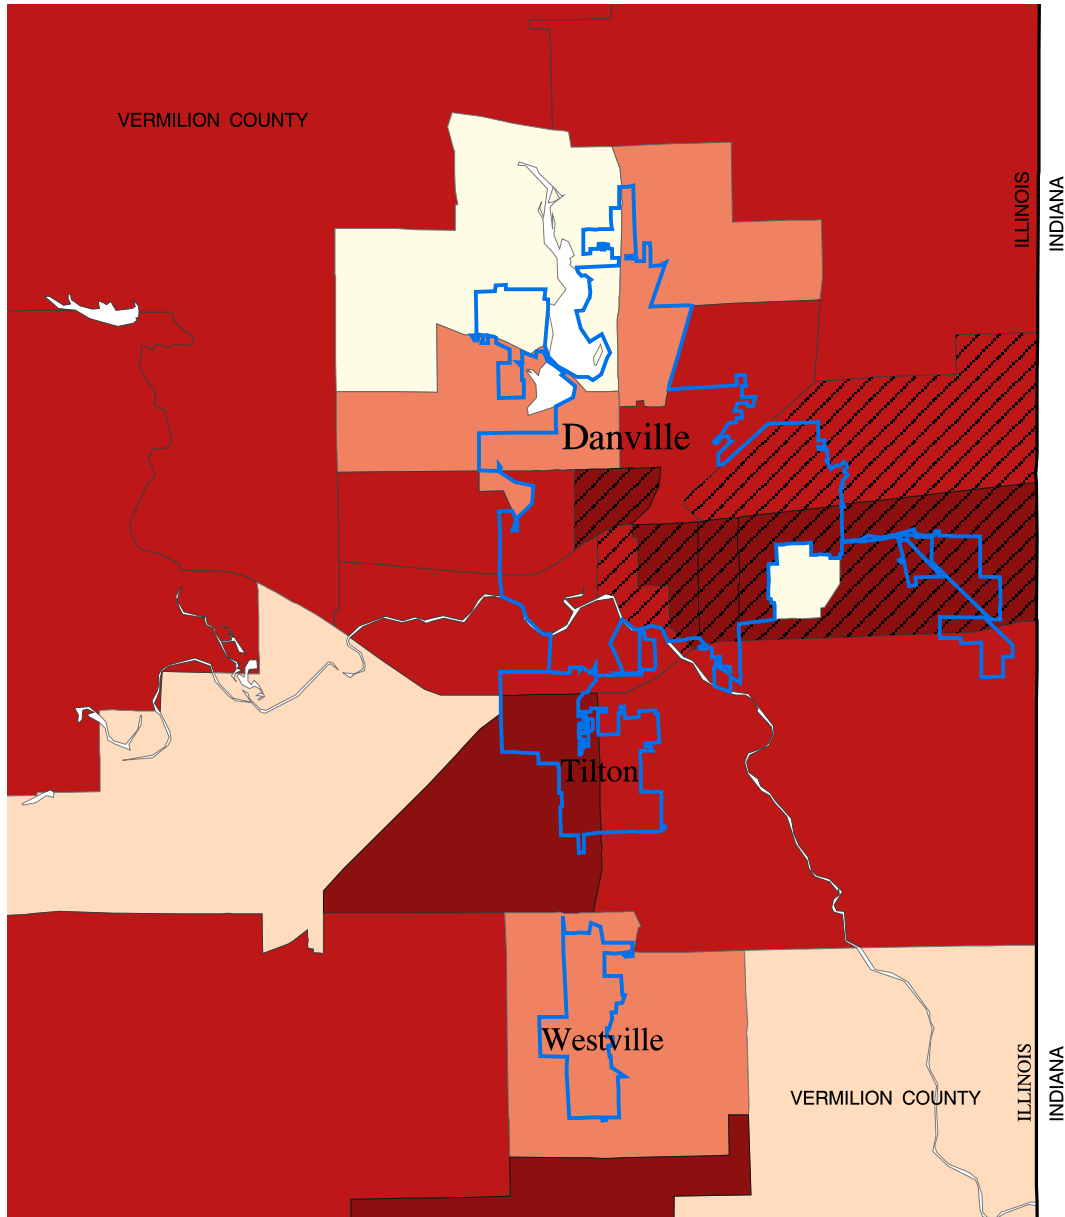 VERMILION COUNTY
ILLINOIS
INDIANA
Danville
Tilton
Westville
VERMILION COUNTY
ILLINOIS
INDIANA